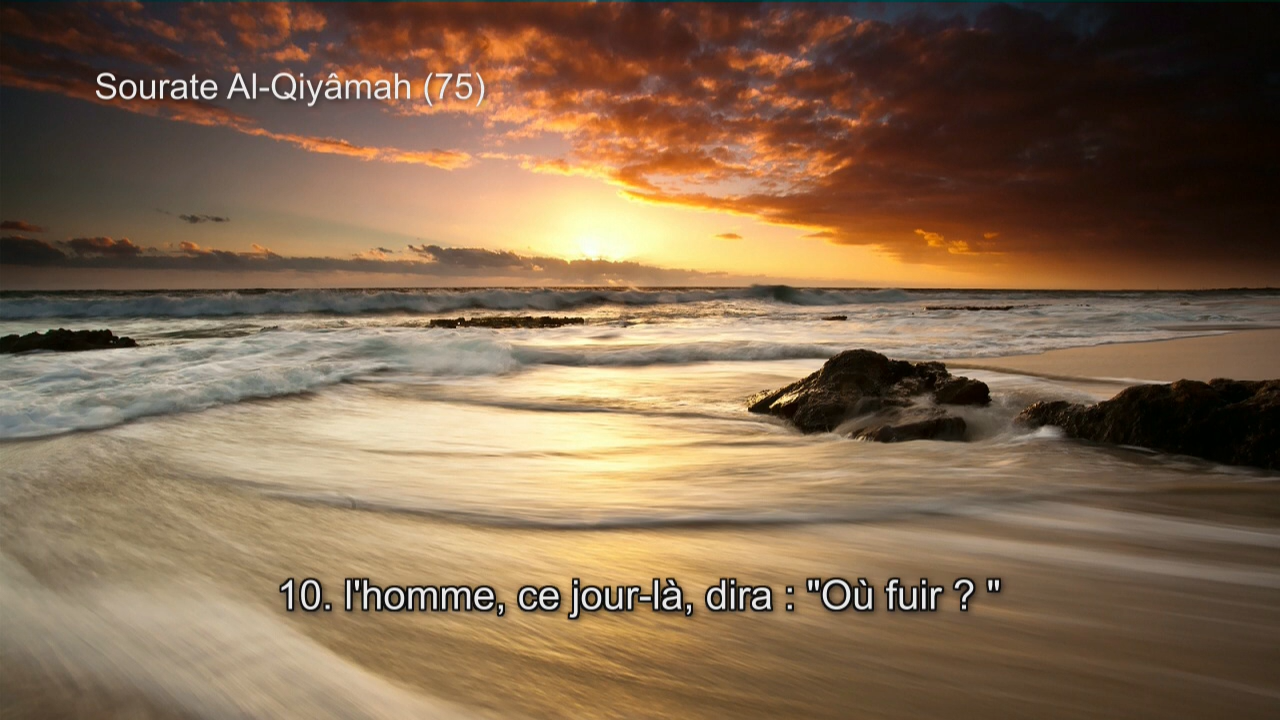 Sourate Al-Qiyâmah (75)
10. l'homme, ce jour-là, dira : "Où fuir ? "